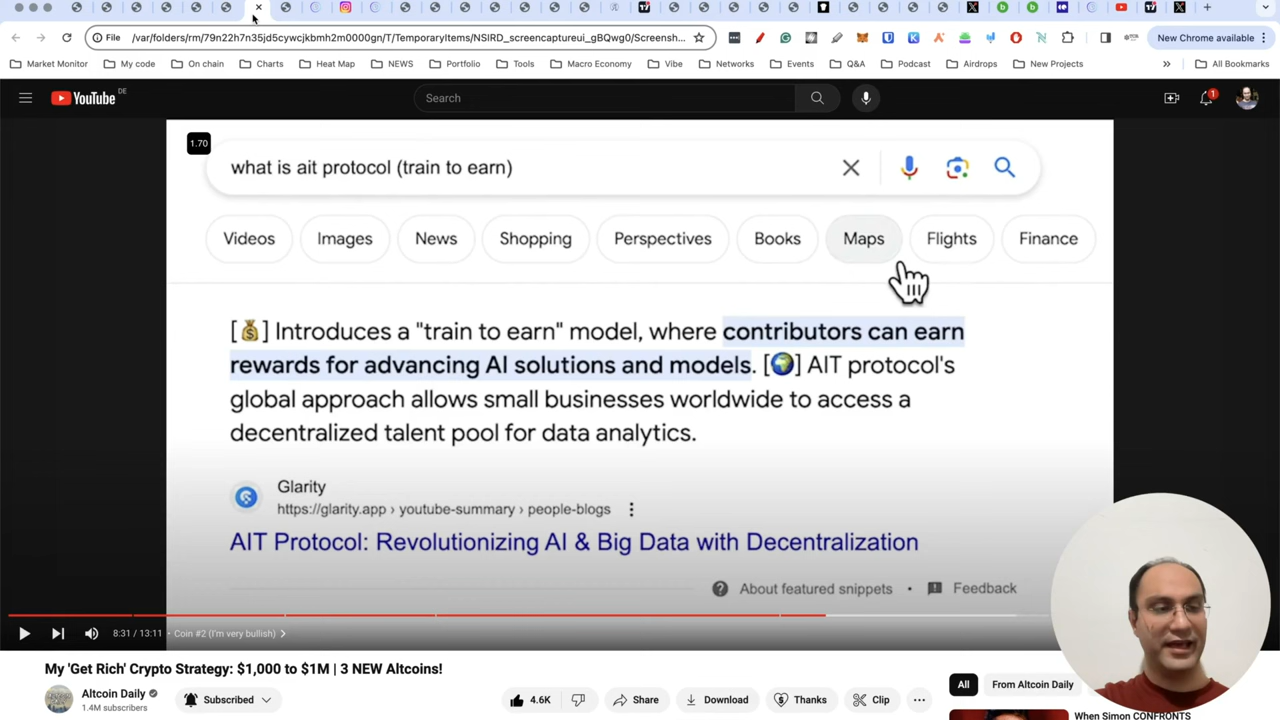 File
/var/folders/rm/79n22h7n35jd5cywcjkbmh2m0000gn/T/TemporaryItems/NSIRD_screencaptureui_gBQwg0/Screensh...
New Chrome available
Market Monitor
My code
On chain
Charts
Heat Map
NEWS
Portfolio
Tools
Macro Economy
Vibe
Networks
Events
Q&A
Podcast
Airdrops
New Projects
»
All Bookmarks
YouTube DE
Search
1
1.70
what is ait protocol (train to earn)
Videos
Images
News
Shopping
Perspectives
Books
Maps
Flights
Finance
[💰] Introduces a "train to earn" model, where contributors can earn
rewards for advancing AI solutions and models. [🌍] AIT protocol's
global approach allows small businesses worldwide to access a
decentralized talent pool for data analytics.
Glarity
https://glarity.app › youtube-summary › people-blogs
AIT Protocol: Revolutionizing AI & Big Data with Decentralization
About featured snippets • Feedback
8:31 / 13:11 • Coin #2 (I'm very bullish) >
My 'Get Rich' Crypto Strategy: $1,000 to $1M | 3 NEW Altcoins!
Altcoin Daily
1.4M subscribers
Subscribed
4.6K
Share
Download
Thanks
Clip
...
All
From Altcoin Daily
When Simon CONFRONTS